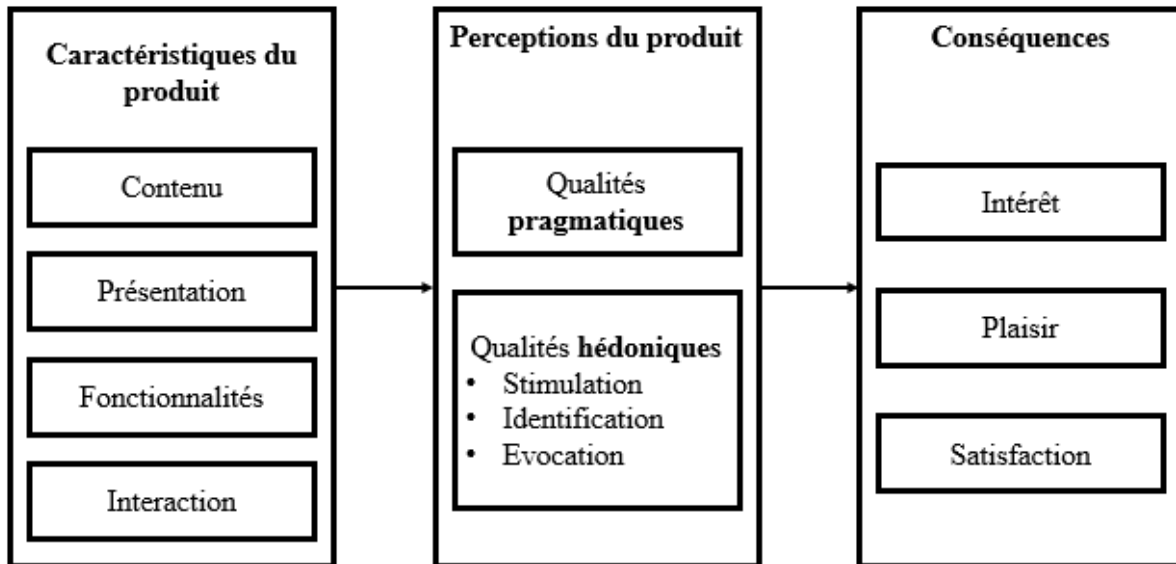 Caractéristiques du
produit
Contenu
Présentation
Fonctionnalités
Interaction
Perceptions du produit
Qualités
pragmatiques
Qualités hédoniques
• Stimulation
• Identification
• Evocation
Conséquences
Intérêt
Plaisir
Satisfaction